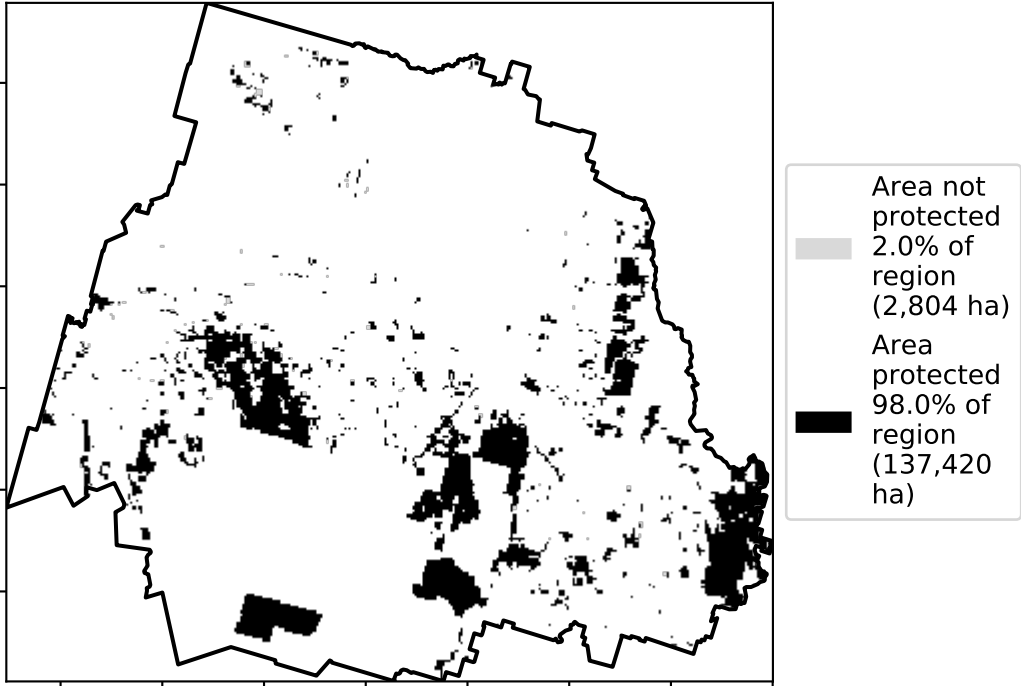 Area not
protected
2.0% of
region
(2,804 ha)
Area
protected
98.0% of
region
(137,420
ha)